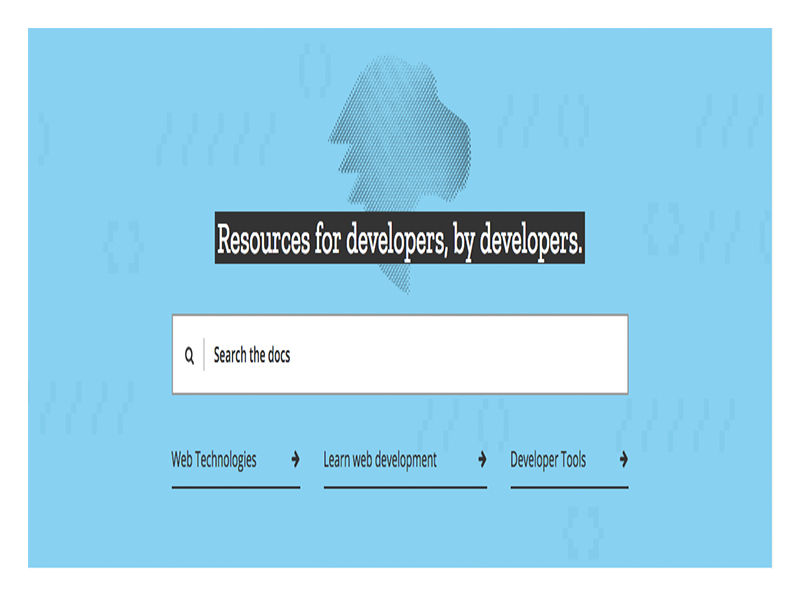 Resources for developers, by developers.
Search the docs
Web Technologies
Learn web development
Developer Tools